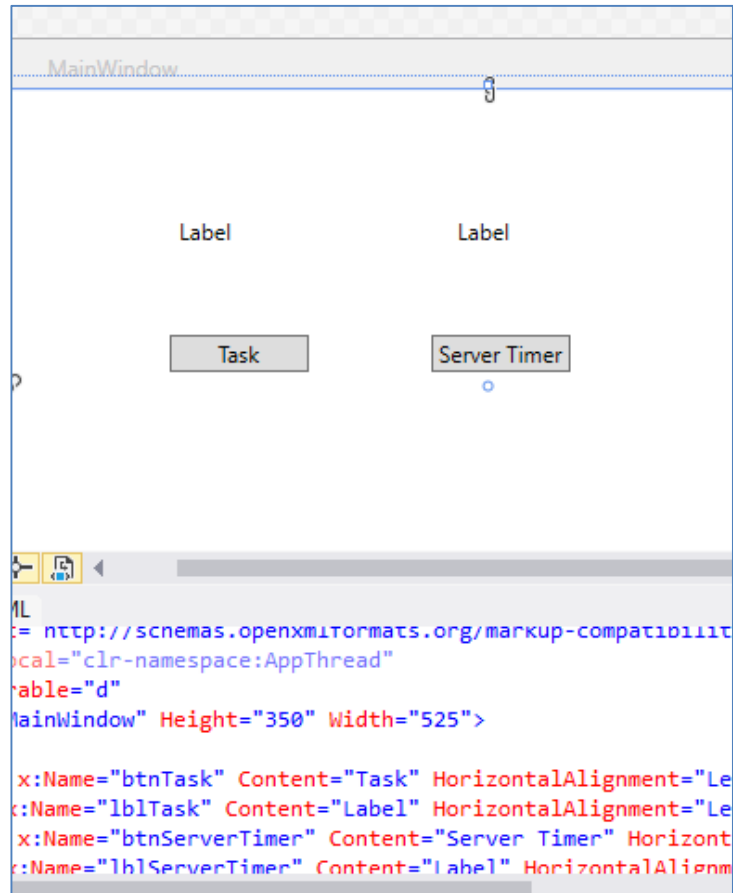 MainWindow
Label Label
Task Server Timer
ML
= http://schemas.openxmlformats.org/markup-compatibilit
ocal="clr-namespace:AppThread"
rable="d"
MainWindow" Height="350" Width="525">
x:Name="btnTask" Content="Task" HorizontalAlignment="Le
:Name="lblTask" Content="Label" HorizontalAlignment="Le
x:Name="btnServerTimer" Content="Server Timer" Horizont
:Name="lblServerTimer" Content="Label" HorizontalAlignm